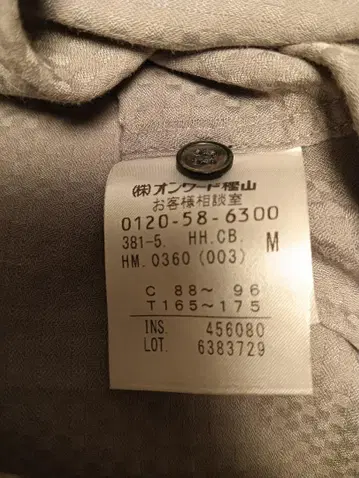 (株)オンワード樫山
お客様相談室
0120-58-6300
381-5. HH.CB. M
HM.0360 (003)
C 88〜 96
T 165〜175
INS. 456080
LOT. 6383729